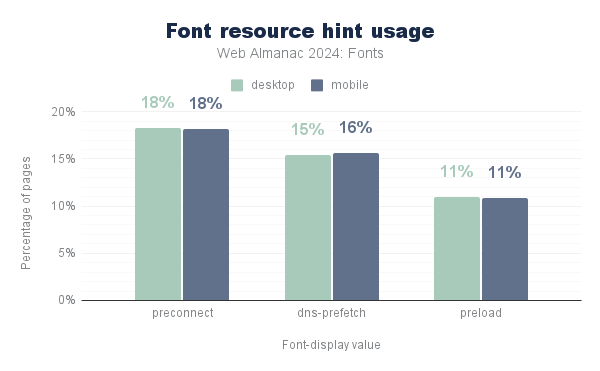 Font resource hint usage
Web Almanac 2024: Fonts
desktop mobile
18% 18%
15% 16%
11% 11%
20%
15%
10%
5%
0%
Percentage of pages
preconnect dns-prefetch preload
Font-display value